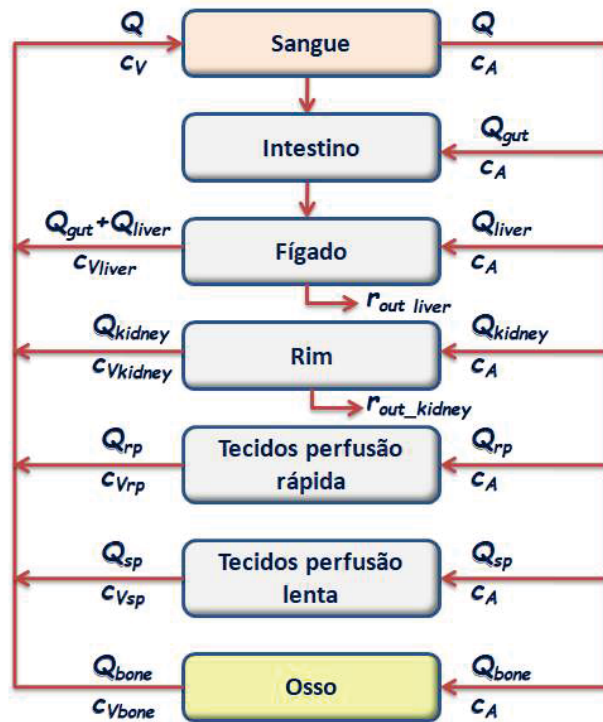 Q
Sangue
Q
c_V
c_A
Intestino
Q_gut
c_A
Q_gut+Q_liver
Fígado
Q_liver
c_Vliver
c_A
r_out liver
Q_kidney
Rim
Q_kidney
c_Vkidney
c_A
r_out_kidney
Q_rp
Tecidos perfusão
rápida
Q_rp
c_Vrp
c_A
Q_sp
Tecidos perfusão
lenta
Q_sp
c_Vsp
c_A
Q_bone
Osso
Q_bone
c_Vbone
c_A